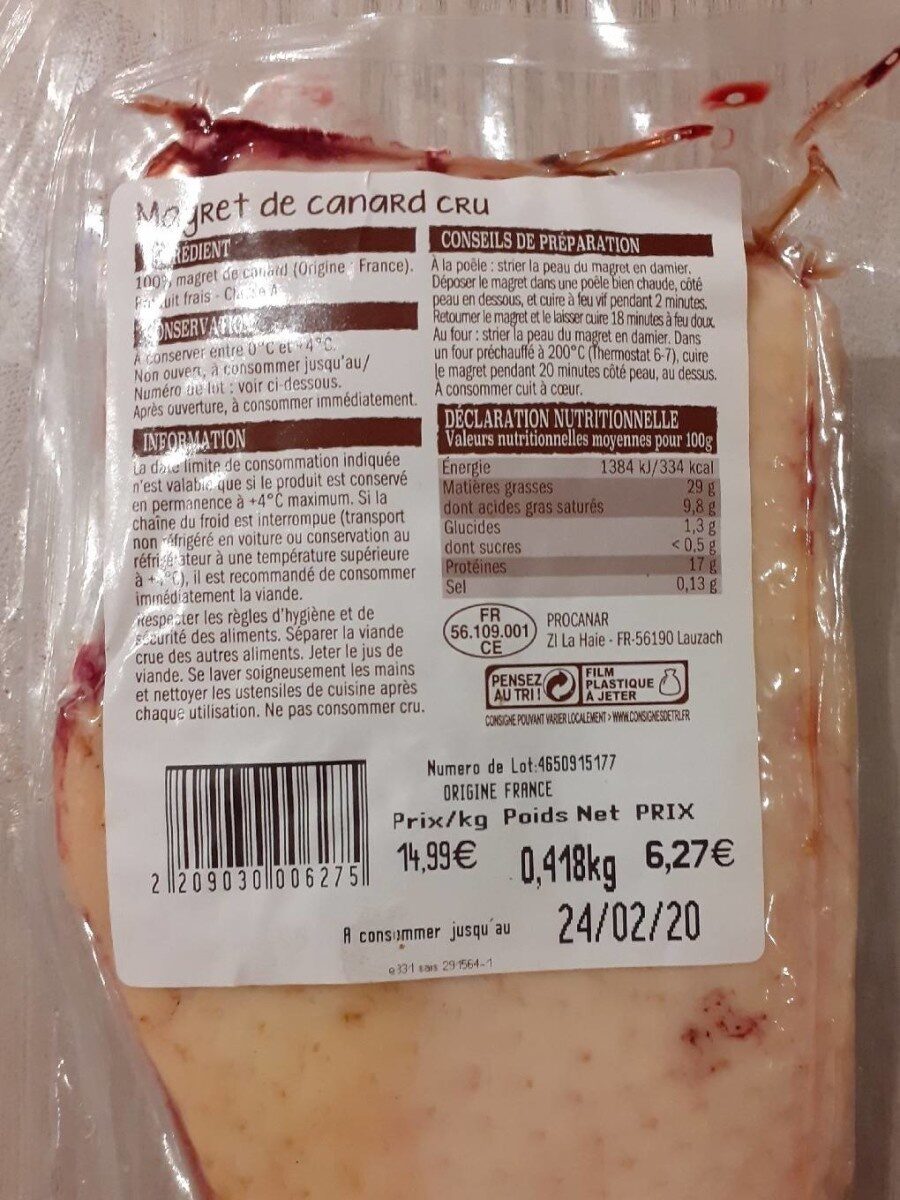 Magret de canard cru
INGRÉDIENT
100% magret de canard (Origine : France).
Produit frais - Classe A
CONSERVATION
A conserver entre 0°C et +4°C.
Non ouvert, à consommer jusqu'au/
Numéro de lot : voir ci-dessous.
Après ouverture, à consommer immédiatement.
INFORMATION
La date limite de consommation indiquée
n'est valable que si le produit est conservé
en permanence à +4°C maximum. Si la
chaîne du froid est interrompue (transport
non réfrigéré en voiture ou conservation au
réfrigérateur à une température supérieure
à +4°C), il est recommandé de consommer
immédiatement la viande.
Respecter les règles d'hygiène et de
sécurité des aliments. Séparer la viande
crue des autres aliments. Jeter le jus de
viande. Se laver soigneusement les mains
et nettoyer les ustensiles de cuisine après
chaque utilisation. Ne pas consommer cru.
CONSEILS DE PRÉPARATION
À la poêle : strier la peau du magret en damier.
Déposer le magret dans une poêle bien chaude, côté
peau en dessous, et cuire à feu vif pendant 2 minutes.
Retourner le magret et le laisser cuire 18 minutes à feu doux.
Au four : strier la peau du magret en damier. Dans
un four préchauffé à 200°C (Thermostat 6-7), cuire
le magret pendant 20 minutes côté peau, au dessus.
A consommer cuit à cœur.
DÉCLARATION NUTRITIONNELLE
Valeurs nutritionnelles moyennes pour 100g
Énergie 1384 kJ/334 kcal
Matières grasses 29 g
dont acides gras saturés 9,8 g
Glucides 1,3 g
dont sucres < 0,5 g
Protéines 17 g
Sel 0,13 g
FR
56.109.001
CE
PROCANAR
ZI La Haie - FR-56190 Lauzach
PENSEZ
AU TRI !
FILM
PLASTIQUE
À JETER
CONSIGNE POUVANT VARIER LOCALEMENT > WWW.CONSIGNESDETRI.FR
Numero de Lot:4650915177
ORIGINE FRANCE
Prix/kg Poids Net PRIX
14,99€ 0,418kg 6,27€
2 209030 006275
A consommer jusqu'au 24/02/20
e331 sans 291564-1